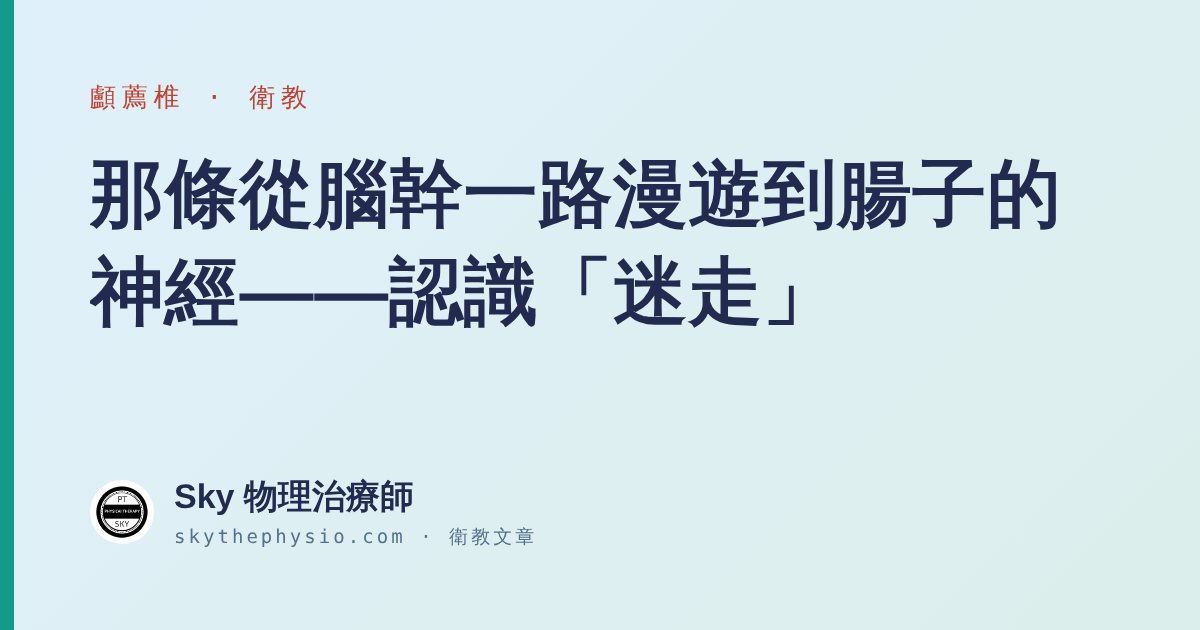 顱薦椎 · 衛教
那條從腦幹一路漫遊到腸子的
神經——認識「迷走」
PT
PHYSICAL THERAPY
SKY
Sky 物理治療師
skythephysio.com · 衛教文章